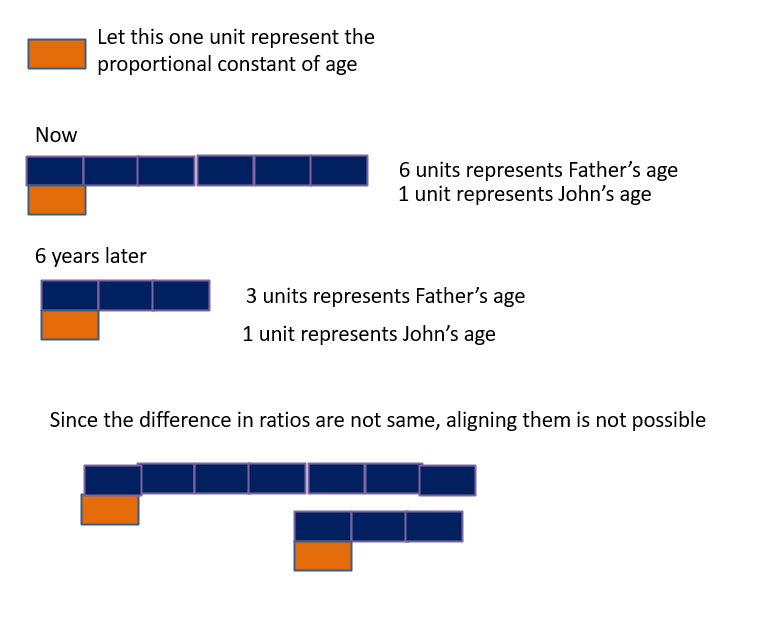 Let this one unit represent the
proportional constant of age
Now
6 units represents Father’s age
1 unit represents John’s age
6 years later
3 units represents Father’s age
1 unit represents John’s age
Since the difference in ratios are not same, aligning them is not possible